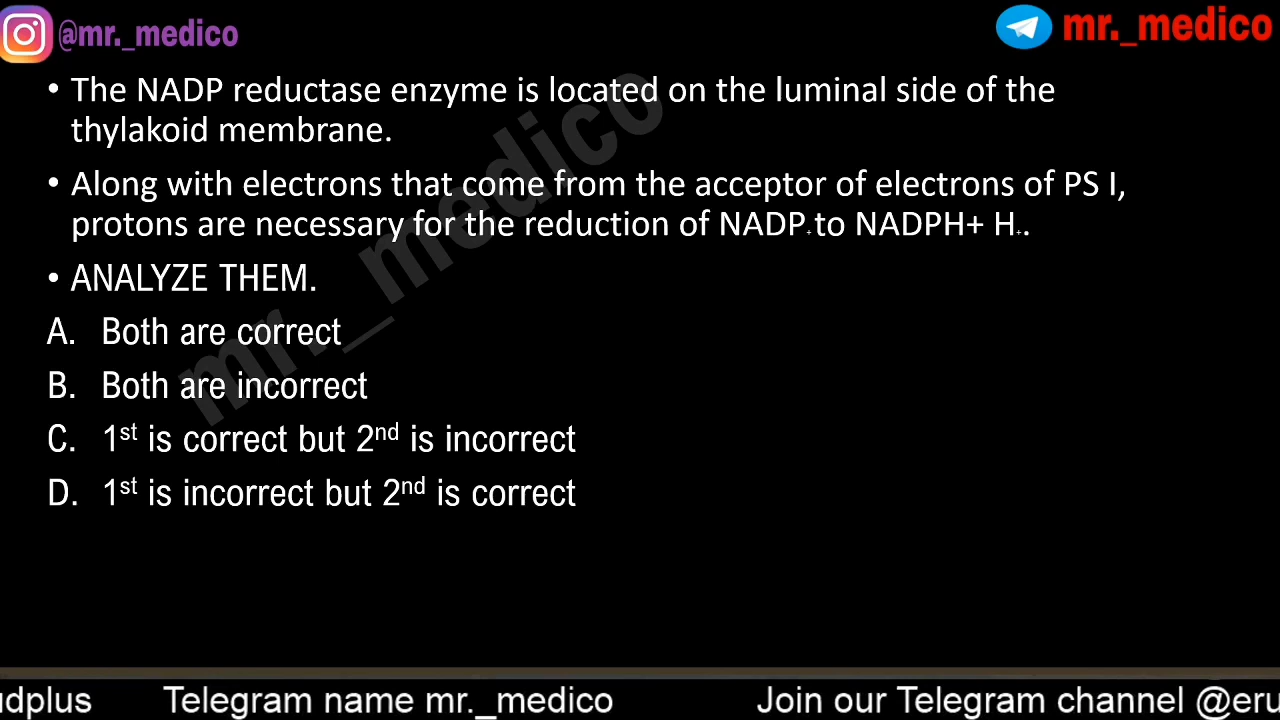 @mr._medico
mr._medico
• The NADP reductase enzyme is located on the luminal side of the
thylakoid membrane.
• Along with electrons that come from the acceptor of electrons of PS I,
protons are necessary for the reduction of NADP+ to NADPH+ H+.
• ANALYZE THEM.
A. Both are correct
B. Both are incorrect
C. 1st is correct but 2nd is incorrect
D. 1st is incorrect but 2nd is correct
mr._medico
udplus Telegram name mr._medico Join our Telegram channel @eru